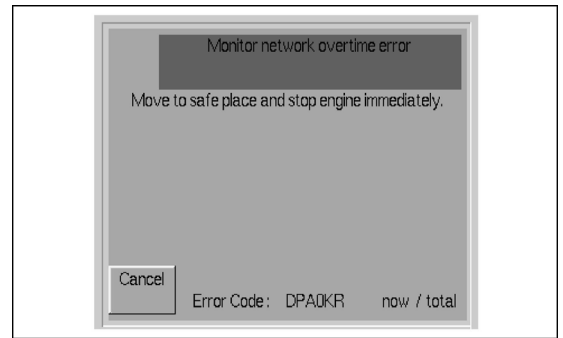 Monitor network overtime error
Move to safe place and stop engine immediately.
Cancel
Error Code: DPA0KR now / total